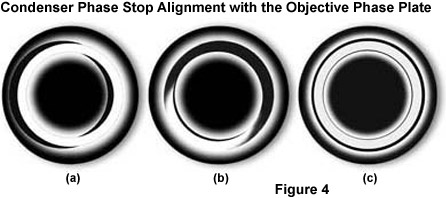 Condenser Phase Stop Alignment with the Objective Phase Plate
(a) (b) (c)
Figure 4